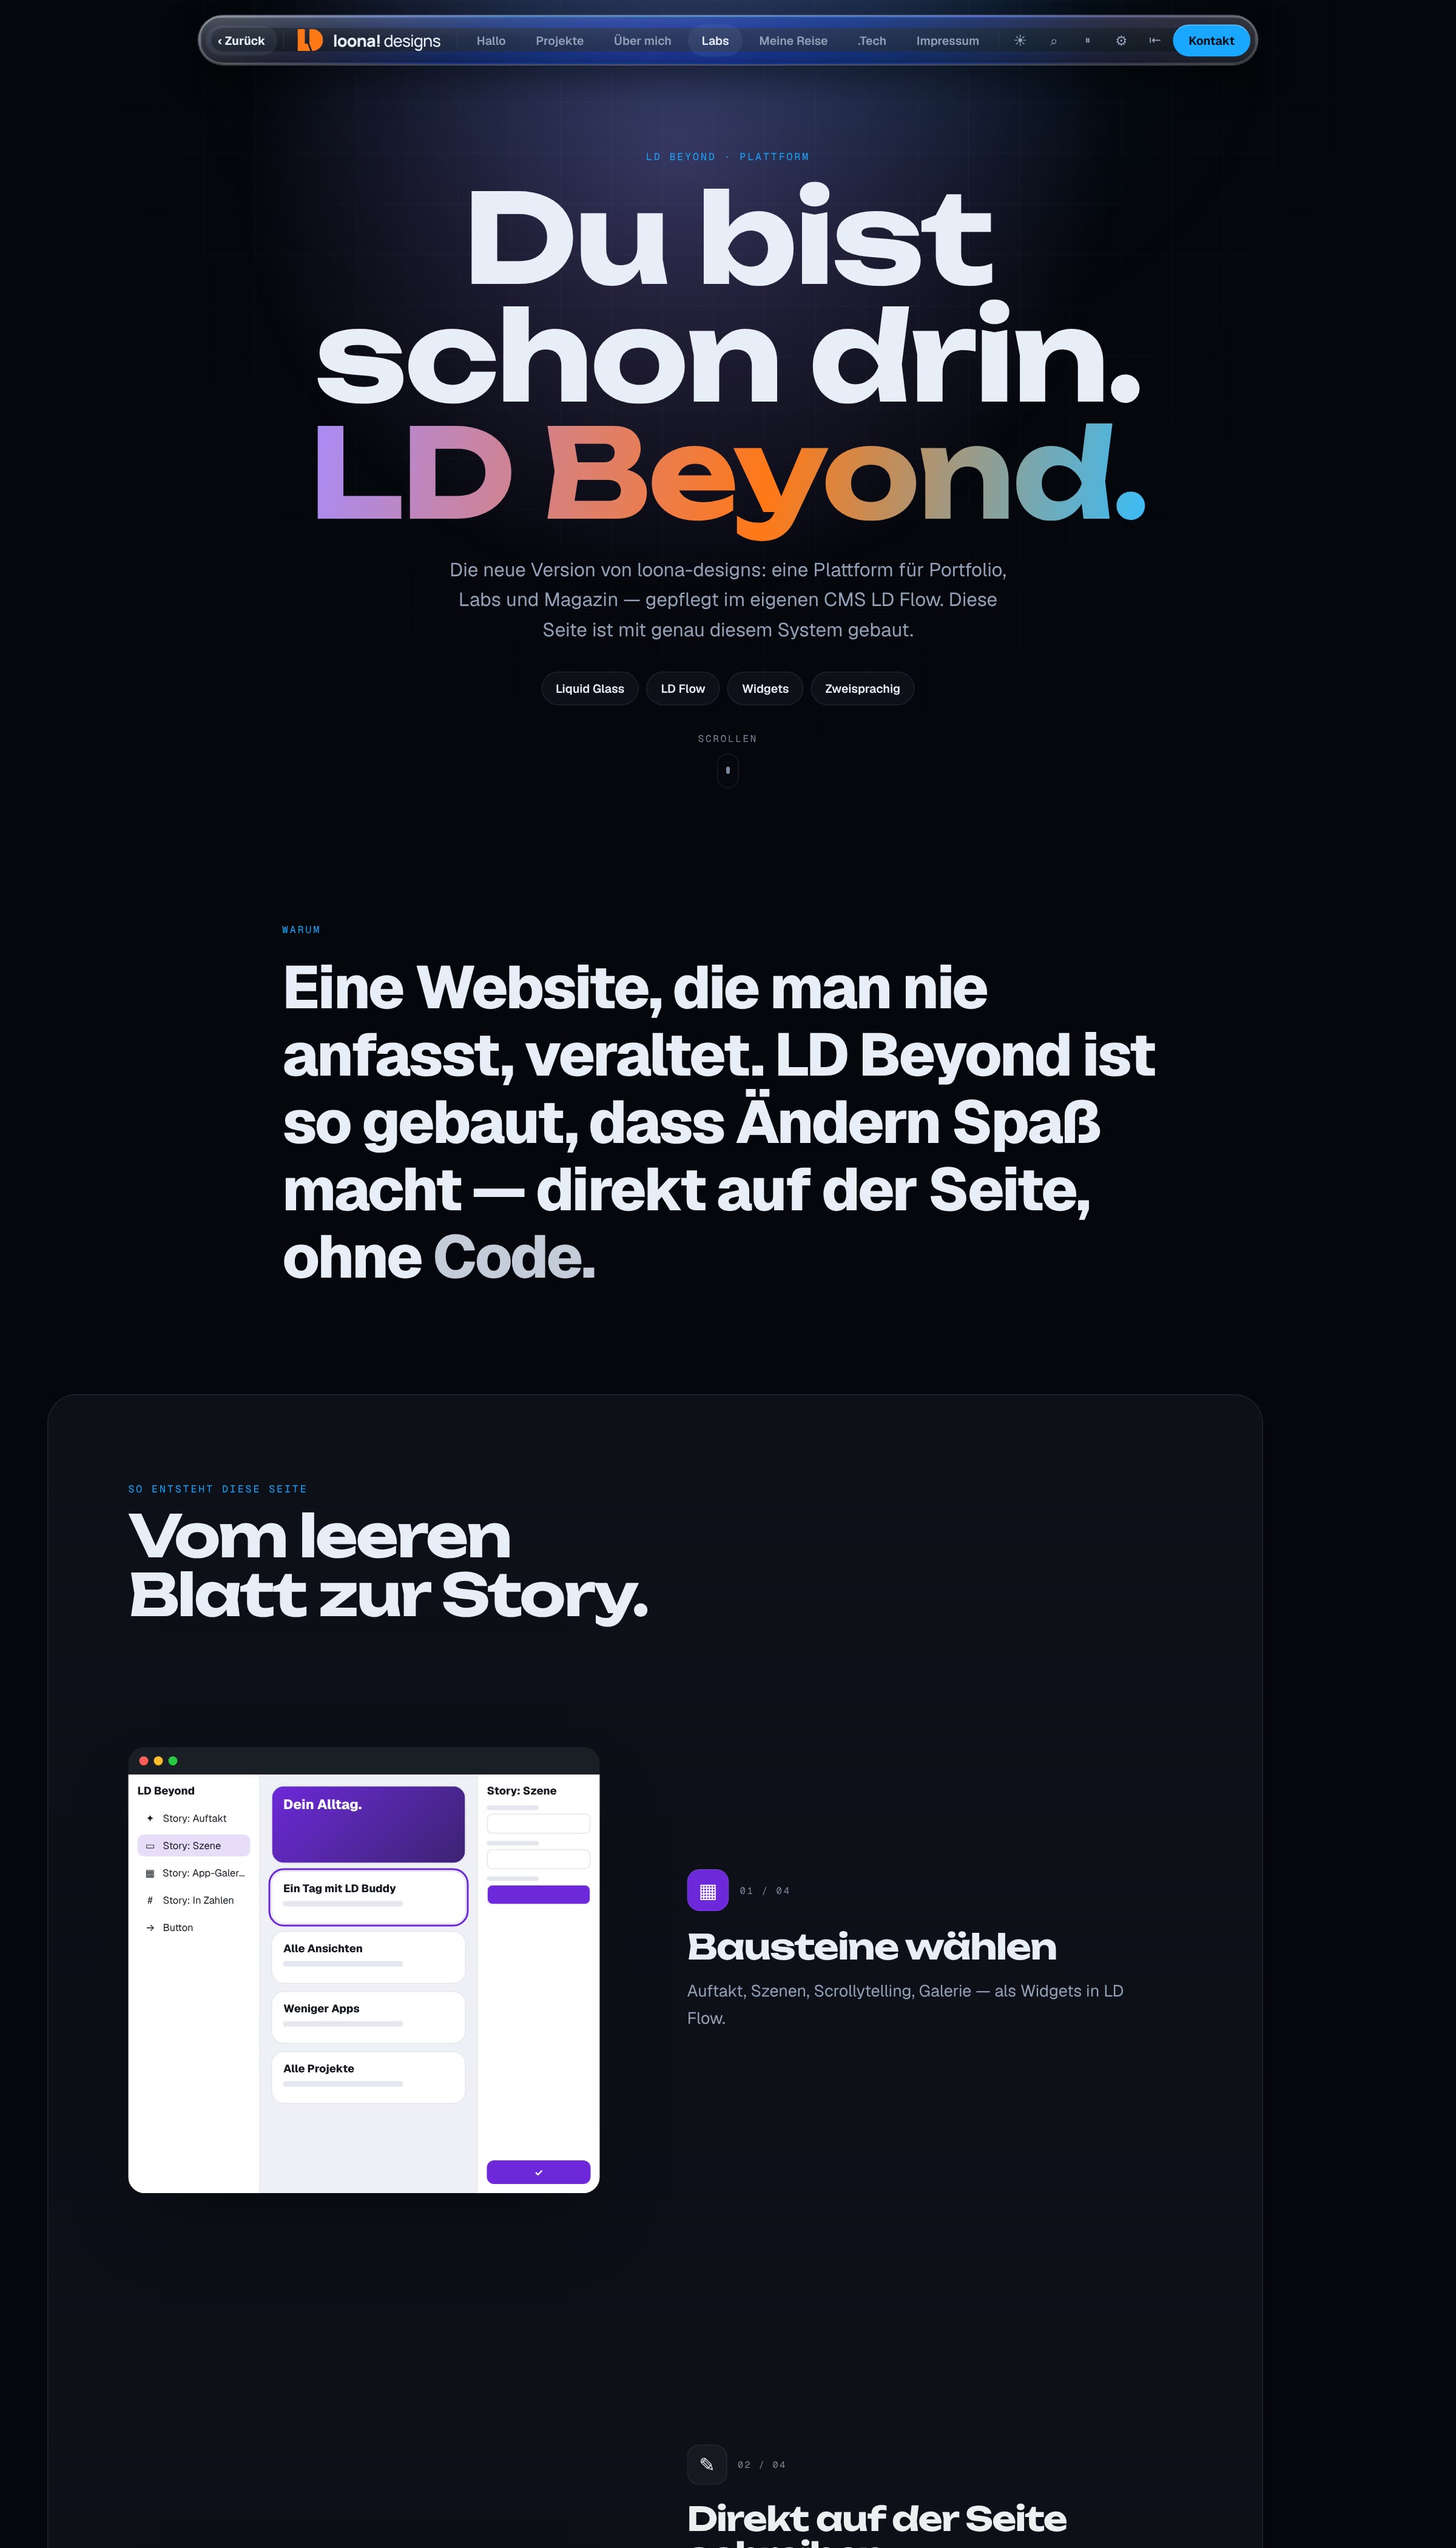 ‹ Zurück
loona! designs
Hallo
Projekte
Über mich
Labs
Meine Reise
.Tech
Impressum
Kontakt
LD BEYOND · PLATTFORM
Du bist
schon drin.
LD Beyond.
Die neue Version von loona-designs: eine Plattform für Portfolio,
Labs und Magazin — gepflegt im eigenen CMS LD Flow. Diese
Seite ist mit genau diesem System gebaut.
Liquid Glass
LD Flow
Widgets
Zweisprachig
SCROLLEN
WARUM
Eine Website, die man nie
anfasst, veraltet. LD Beyond ist
so gebaut, dass Ändern Spaß
macht — direkt auf der Seite,
ohne Code.
SO ENTSTEHT DIESE SEITE
Vom leeren
Blatt zur Story.
LD Beyond
Story: Auftakt
Story: Szene
Story: App-Galer...
# Story: In Zahlen
→ Button
Dein Alltag.
Ein Tag mit LD Buddy
Alle Ansichten
Weniger Apps
Alle Projekte
Story: Szene
01 / 04
Bausteine wählen
Auftakt, Szenen, Scrollytelling, Galerie — als Widgets in LD
Flow.
02 / 04
Direkt auf der Seite